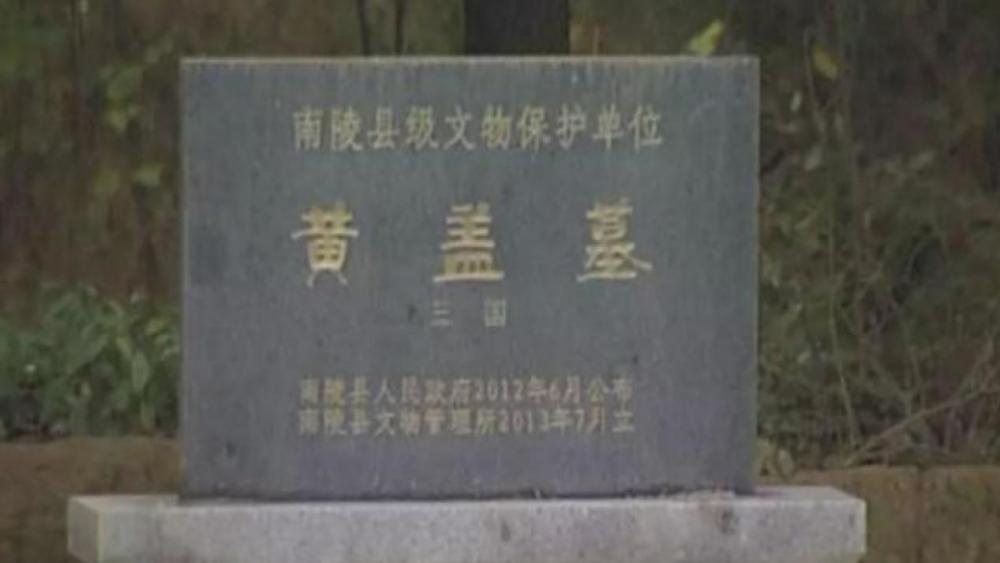 南陵县级文物保护单位
黄盖墓
三国
南陵县人民政府2012年6月公布
南陵县文物管理所2013年7月立